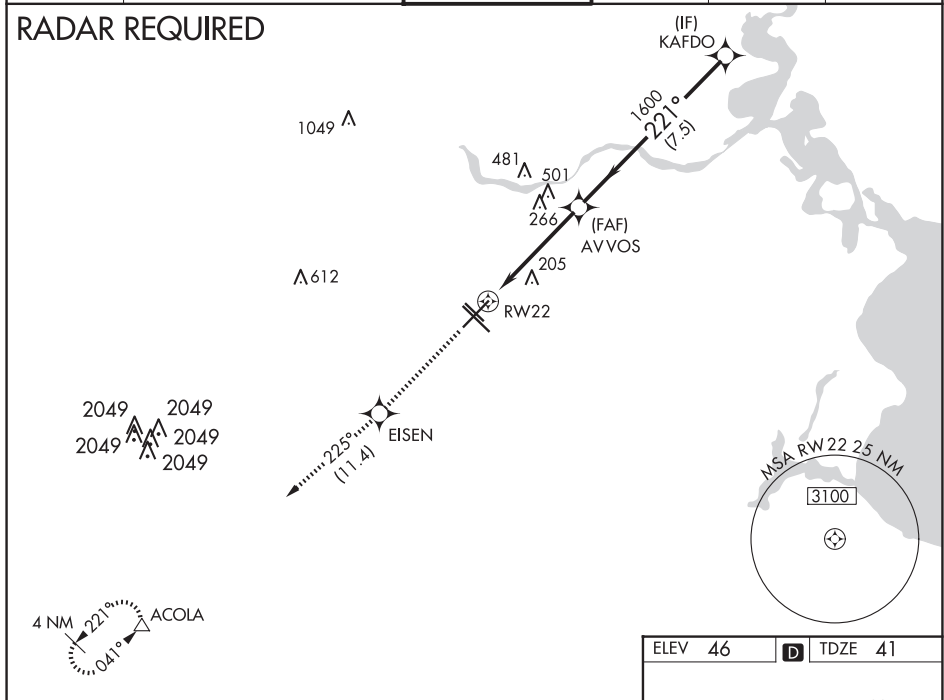 RADAR REQUIRED
(IF)
KAFDO
1600
221°
(7.5)
1049
481
501
266
(FAF)
AVVOS
205
612
RW22
2049
2049
2049
2049
2049
EISEN
225°
(11.4)
MSA RW22 25 NM
3100
4 NM
221°
041°
ACOLA
ELEV 46
D
TDZE 41